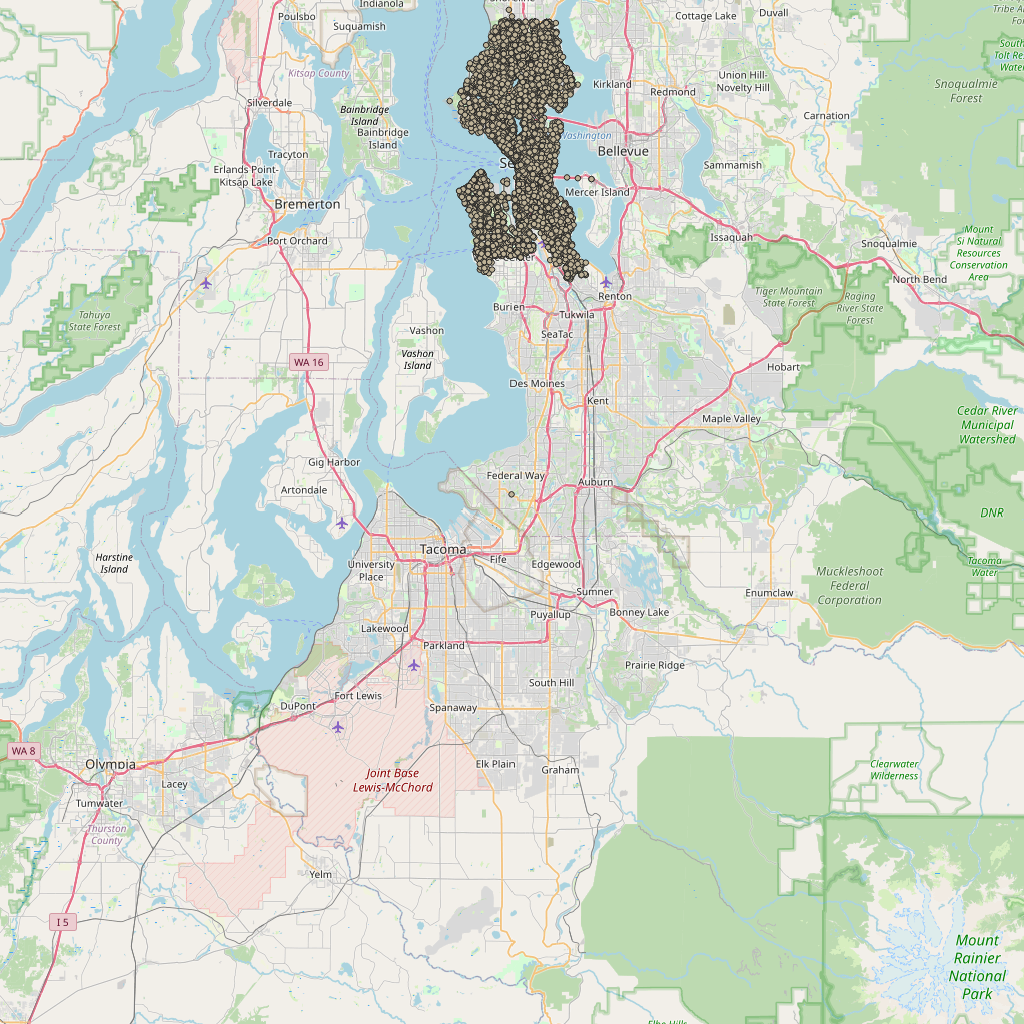 Indianola
Poulsbo
Suquamish
Kitsap County
Silverdale
Bainbridge
Island
Bainbridge
Island
Tracyton
Erlands Point-
Kitsap Lake
Bremerton
Port Orchard
Cottage Lake
Duvall
Kirkland
Redmond
Union Hill-
Novelty Hill
Carnation
Snoqualmie
Forest
Washington
Bellevue
Sammamish
Mercer Island
Issaquah
Snoqualmie
North Bend
Mount
Si Natural
Resources
Conservation
Area
Tiger Mountain
State Forest
Raging
River State
Forest
Renton
Burien
Tukwila
SeaTac
Tahuya
State Forest
Vashon
Vashon
Island
WA 16
Des Moines
Kent
Hobart
Maple Valley
Cedar River
Municipal
Watershed
Gig Harbor
Artondale
Federal Way
Auburn
DNR
Harstine
Island
Tacoma
University
Place
Fife
Edgewood
Tacoma
Water
Muckleshoot
Federal
Corporation
Enumclaw
Sumner
Bonney Lake
Puyallup
Lakewood
Parkland
Prairie Ridge
South Hill
Fort Lewis
DuPont
Spanaway
WA 8
Olympia
Lacey
Tumwater
Thurston
County
Joint Base
Lewis-McChord
Elk Plain
Graham
Clearwater
Wilderness
Yelm
I 5
Mount
Rainier
National
Park